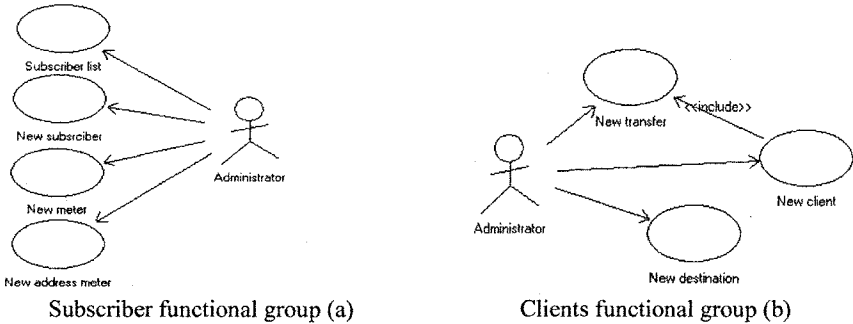 Subscriber list
New subsrciber
New meter
New address meter
Administrator
Subscriber functional group (a)
New transfer
<<include>>
New client
Administrator
New destination
Clients functional group (b)